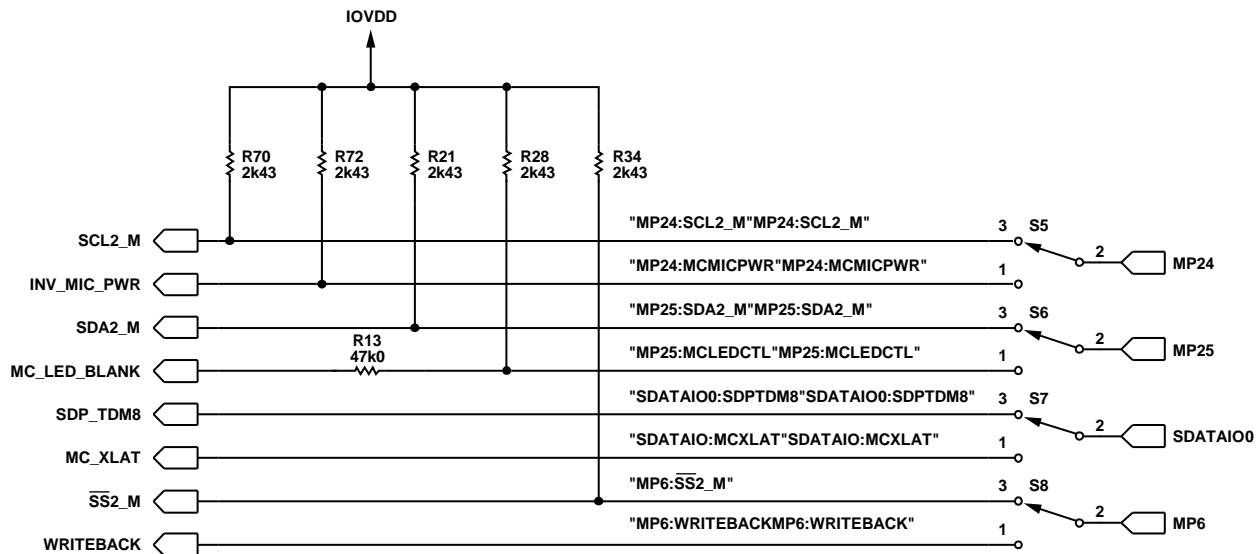 IOVDD
R70 2k43
R72 2k43
R21 2k43
R28 2k43
R34 2k43
"MP24:SCL2_M"MP24:SCL2_M"
3 S5
SCL2_M
2 MP24
"MP24:MCMICPWR"MP24:MCMICPWR"
1
INV_MIC_PWR
"MP25:SDA2_M"MP25:SDA2_M"
3 S6
SDA2_M
R13
47k0
2 MP25
"MP25:MCLEDCTL"MP25:MCLEDCTL"
1
MC_LED_BLANK
"SDATAIO0:SDPTDM8"SDATAIO0:SDPTDM8"
3 S7
SDP_TDM8
2 SDATAIO0
"SDATAIO:MCXLAT"SDATAIO:MCXLAT"
1
MC_XLAT
"MP6:S̅S̅2_M"
3 S8
S̅S̅2_M
2 MP6
"MP6:WRITEBACKMP6:WRITEBACK"
1
WRITEBACK